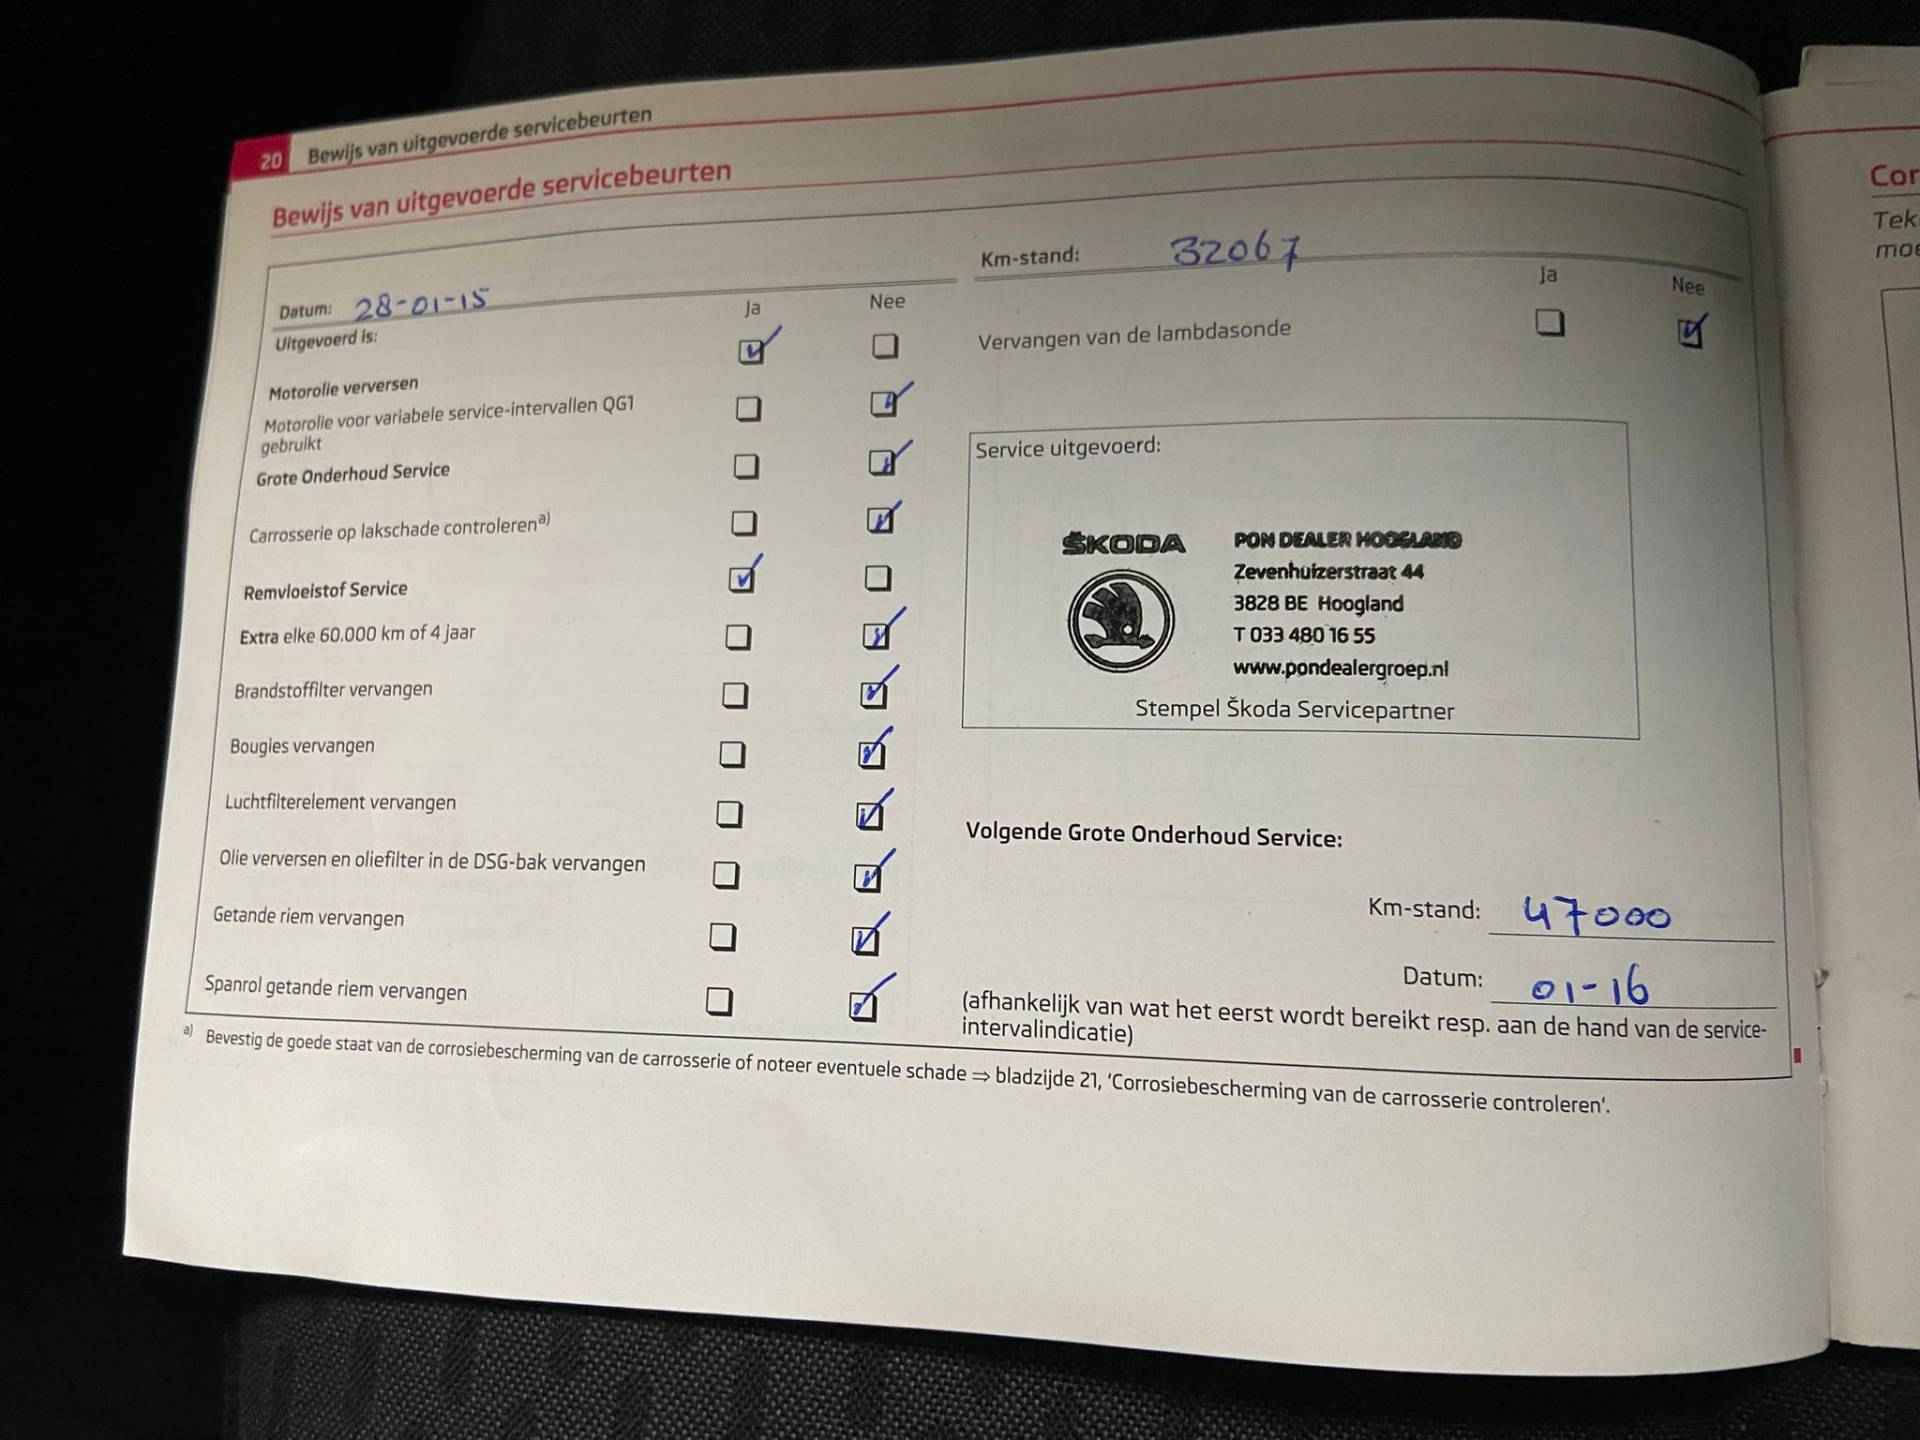 20 Bewijs van uitgevoerde servicebeurten
Bewijs van uitgevoerde servicebeurten
Datum: 28-01-15
Km-stand: 32067
Uitgevoerd is:
Ja Nee
Motorolie verversen
Motorolie voor variabele service-intervallen QG1
gebruikt
Grote Onderhoud Service
Carrosserie op lakschade controleren a)
Remvloeistof Service
Extra elke 60.000 km of 4 jaar
Brandstoffilter vervangen
Bougies vervangen
Luchtfilterelement vervangen
Olie verversen en oliefilter in de DSG-bak vervangen
Getande riem vervangen
Spanrol getande riem vervangen
Ja Nee
Vervangen van de lambdasonde
Service uitgevoerd:
ŠKODA
PON DEALER HOOGLAND
Zevenhuizerstraat 44
3828 BE Hoogland
T 033 480 16 55
www.pondealergroep.nl
Stempel Škoda Servicepartner
Volgende Grote Onderhoud Service:
Km-stand: 47000
Datum: 01-16
(afhankelijk van wat het eerst wordt bereikt resp. aan de hand van de service-
intervalindicatie)
a) Bevestig de goede staat van de corrosiebescherming van de carrosserie of noteer eventuele schade ⇒ bladzijde 21, 'Corrosiebescherming van de carrosserie controleren'.